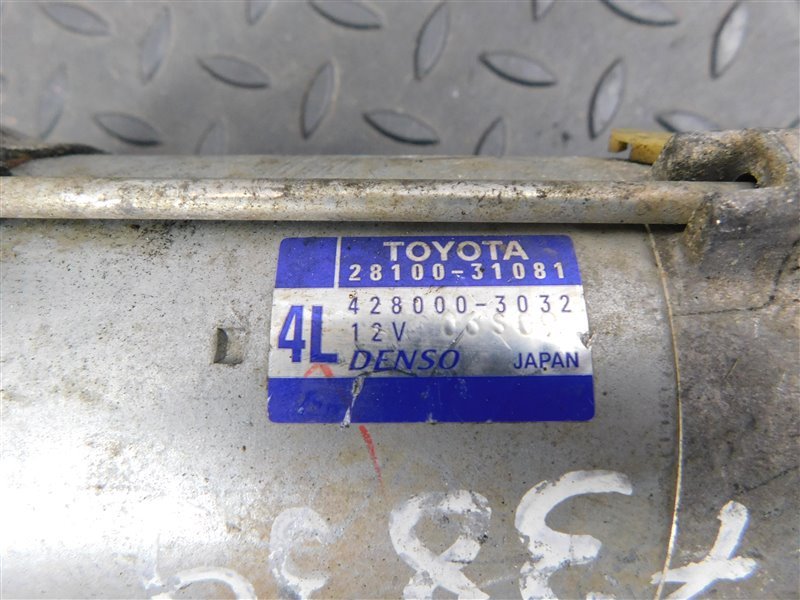 TOYOTA
28100-31081
428000-3032
4L
12V
DENSO JAPAN